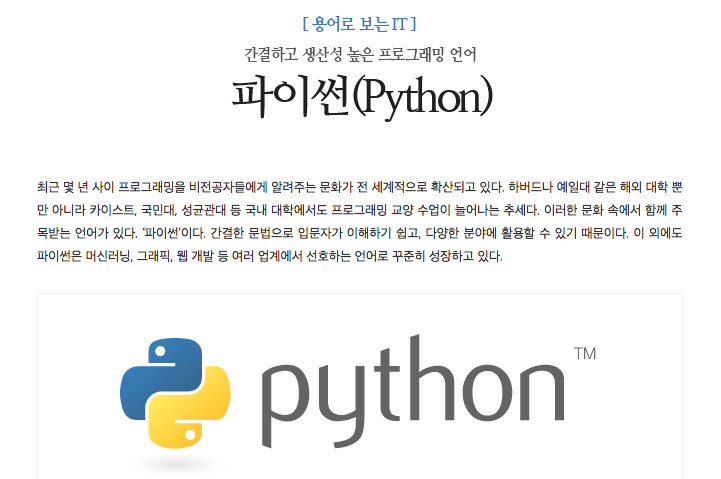 [ 용어로 보는 IT ]
간결하고 생산성 높은 프로그래밍 언어
파이썬(Python)
최근 몇 년 사이 프로그래밍을 비전공자들에게 알려주는 문화가 전 세계적으로 확산되고 있다. 하버드나 예일대 같은 해외 대학 뿐
만 아니라 카이스트, 국민대, 성균관대 등 국내 대학에서도 프로그래밍 교양 수업이 늘어나는 추세다. 이러한 문화 속에서 함께 주
목받는 언어가 있다. ‘파이썬’이다. 간결한 문법으로 입문자가 이해하기 쉽고, 다양한 분야에 활용할 수 있기 때문이다. 이 외에도
파이썬은 머신러닝, 그래픽, 웹 개발 등 여러 업계에서 선호하는 언어로 꾸준히 성장하고 있다.
python™